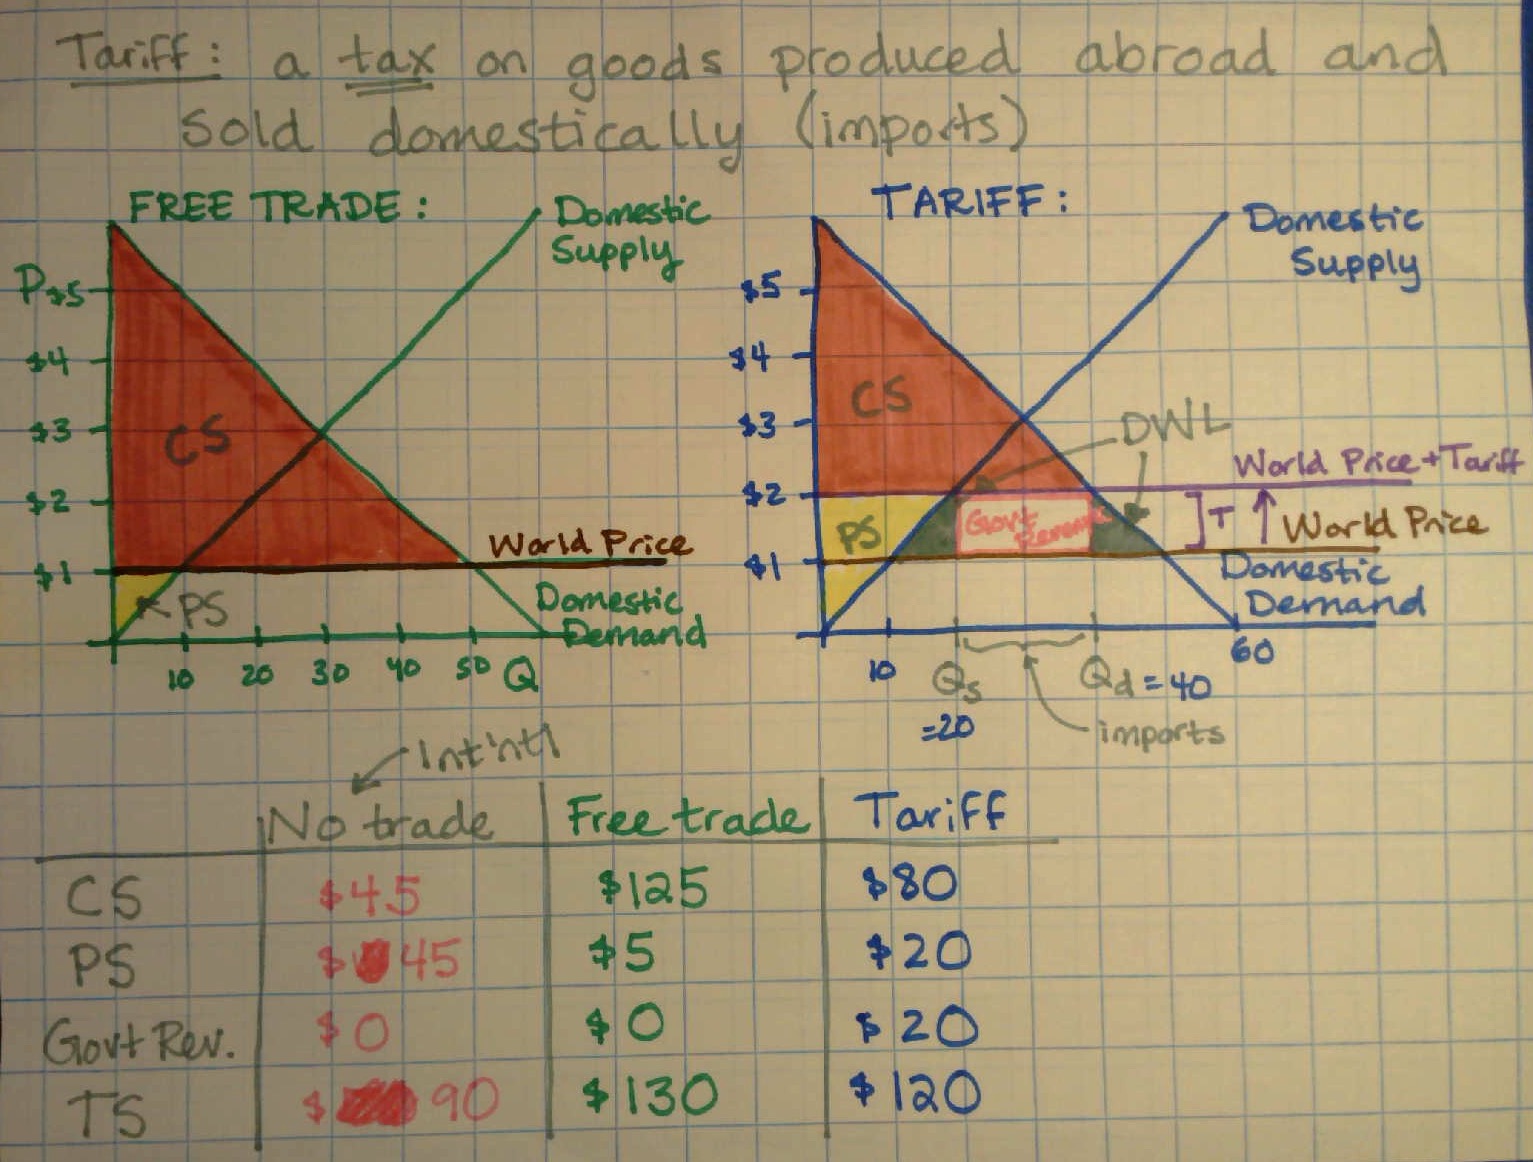 Tariff: a tax on goods produced abroad and
sold domestically (imports)
FREE TRADE:
Domestic
Supply
P
$5
$4
$3
$2
$1
CS
PS
World Price
Domestic
Demand
10 20 30 40 50 Q
TARIFF:
Domestic
Supply
$5
$4
$3
$2
$1
CS
DWL
World Price + Tariff
PS
Gov't
Revenue
T
World Price
Domestic
Demand
10
Qs
=20
Qd = 40
60
imports
Int'ntl
No trade Free trade Tariff
CS $45 $125 $80
PS $45 $5 $20
Govt Rev. $0 $0 $20
TS $90 $130 $120